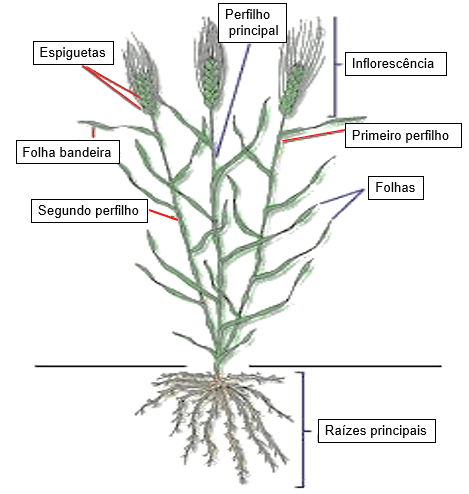 Perfilho
principal
Espiguetas
Inflorescência
Primeiro perfilho
Folha bandeira
Folhas
Segundo perfilho
Raízes principais